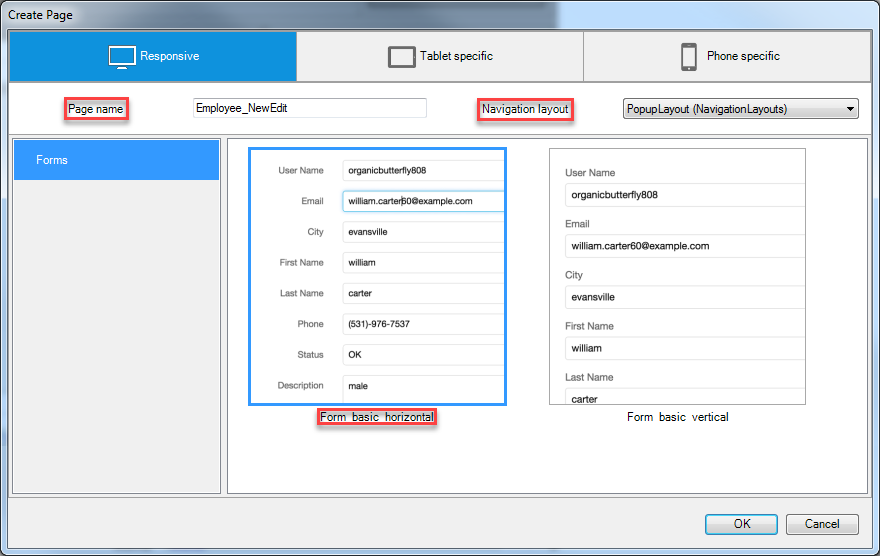 Create Page
Responsive
Tablet specific
Phone specific
Page name
Employee_NewEdit
Navigation layout
PopupLayout (NavigationLayouts)
Forms
User Name
organicbutterfly808
Email
william.carter60@example.com
City
evansville
First Name
william
Last Name
carter
Phone
(531)-976-7537
Status
OK
Description
male
Form basic horizontal
User Name
organicbutterfly808
Email
william.carter60@example.com
City
evansville
First Name
william
Last Name
carter
Form basic vertical
OK
Cancel